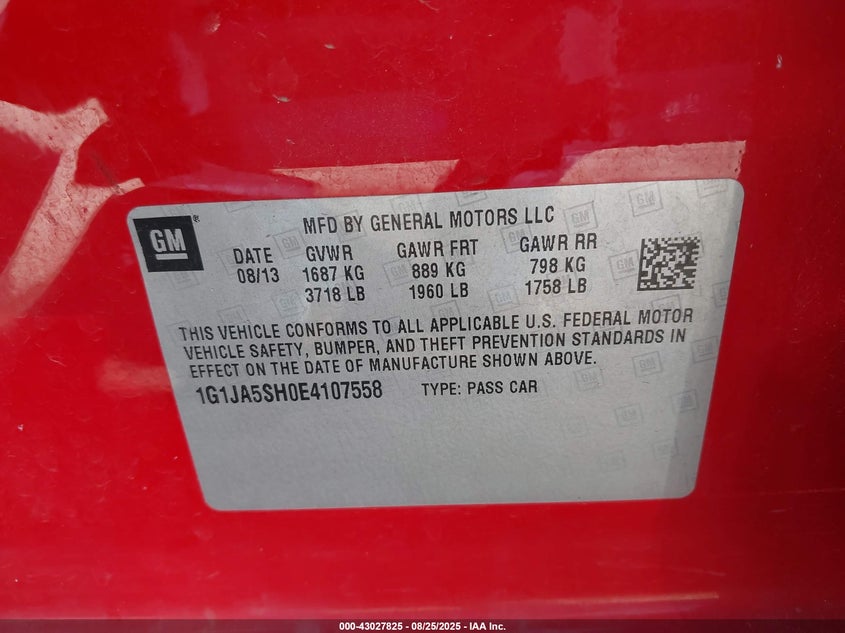 GM ® MFD BY GENERAL MOTORS LLC
DATE GVWR GAWR FRT GAWR RR
08/13 1687 KG 889 KG 798 KG
3718 LB 1960 LB 1758 LB
THIS VEHICLE CONFORMS TO ALL APPLICABLE U.S. FEDERAL MOTOR
VEHICLE SAFETY, BUMPER, AND THEFT PREVENTION STANDARDS IN
EFFECT ON THE DATE OF MANUFACTURE SHOWN ABOVE.
1G1JA5SH0E4107558 TYPE: PASS CAR
000-43027825 - 08/25/2025 - IAA Inc.